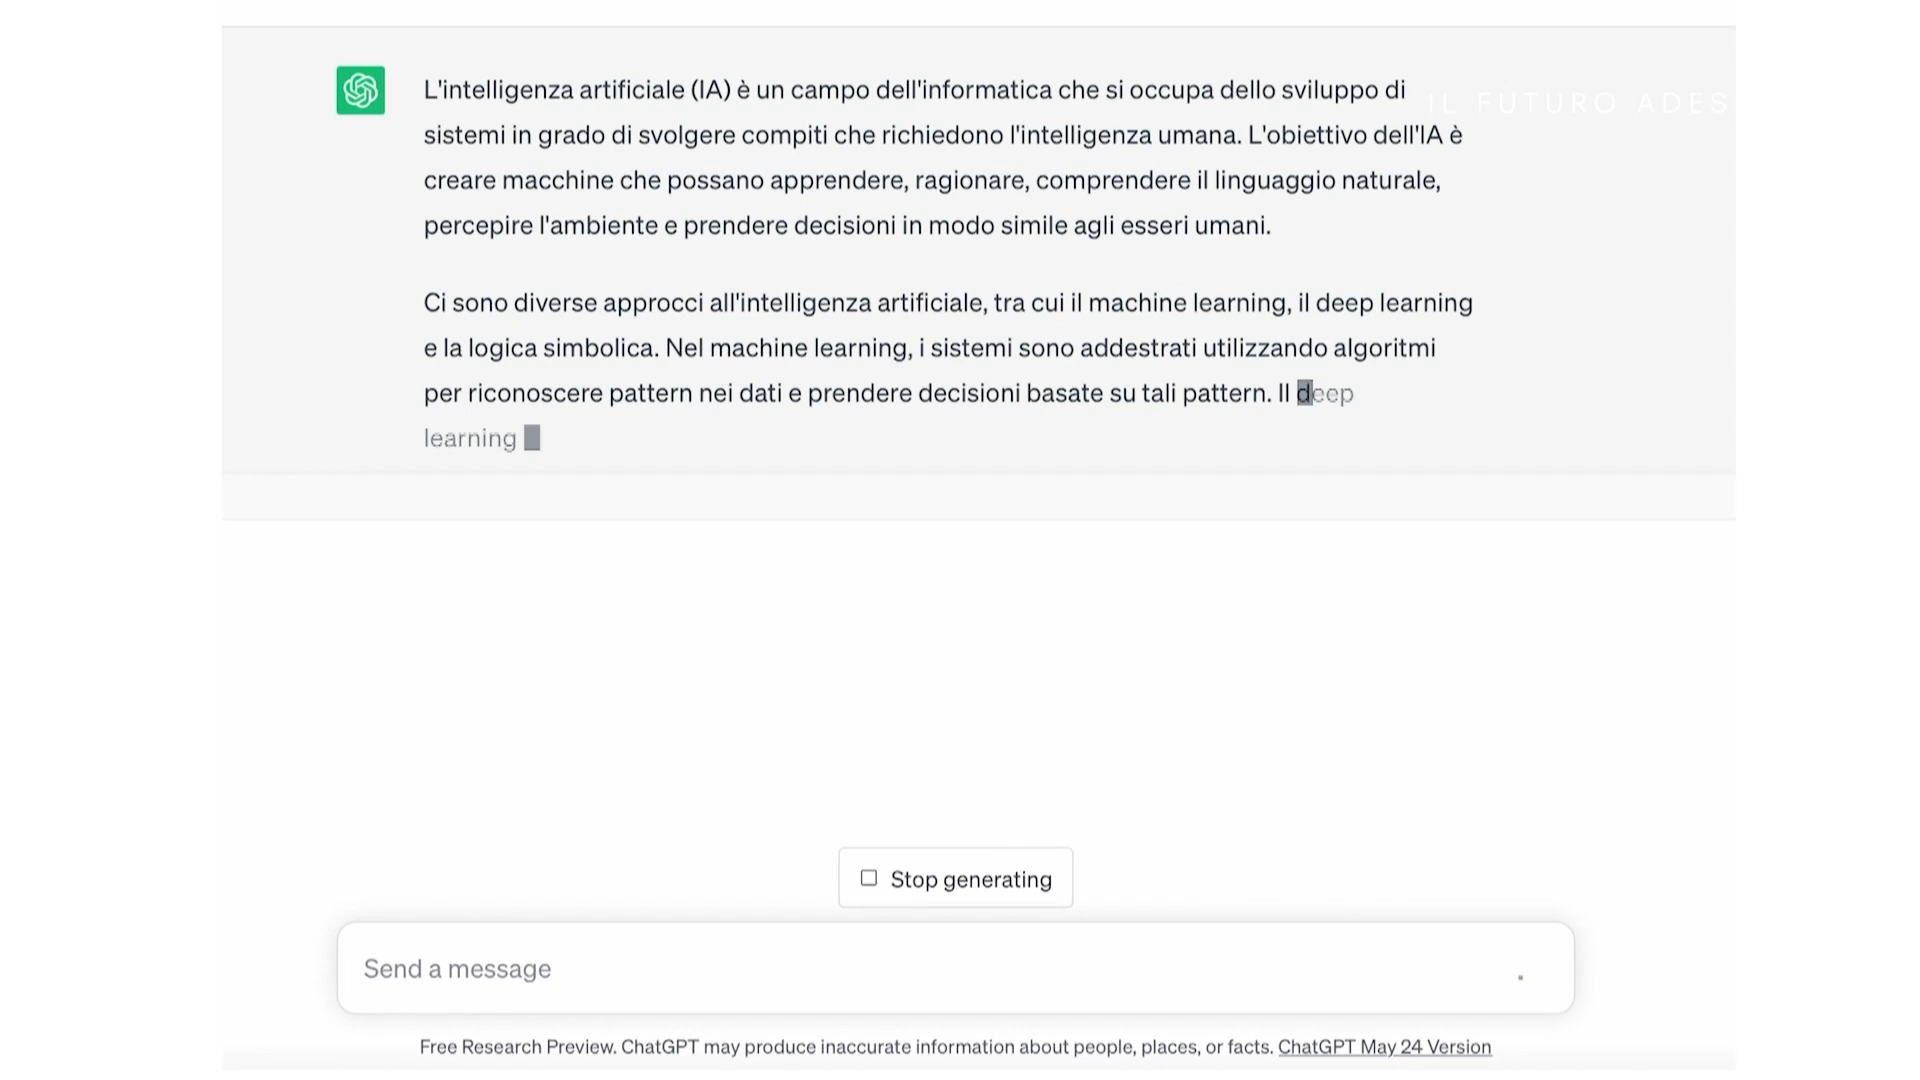 L'intelligenza artificiale (IA) è un campo dell'informatica che si occupa dello sviluppo di
IL FUTURO ADES
sistemi in grado di svolgere compiti che richiedono l'intelligenza umana. L'obiettivo dell'IA è
creare macchine che possano apprendere, ragionare, comprendere il linguaggio naturale,
percepire l'ambiente e prendere decisioni in modo simile agli esseri umani.
Ci sono diverse approcci all'intelligenza artificiale, tra cui il machine learning, il deep learning
e la logica simbolica. Nel machine learning, i sistemi sono addestrati utilizzando algoritmi
per riconoscere pattern nei dati e prendere decisioni basate su tali pattern. Il deep
learning
Stop generating
Send a message
Free Research Preview. ChatGPT may produce inaccurate information about people, places, or facts. ChatGPT May 24 Version